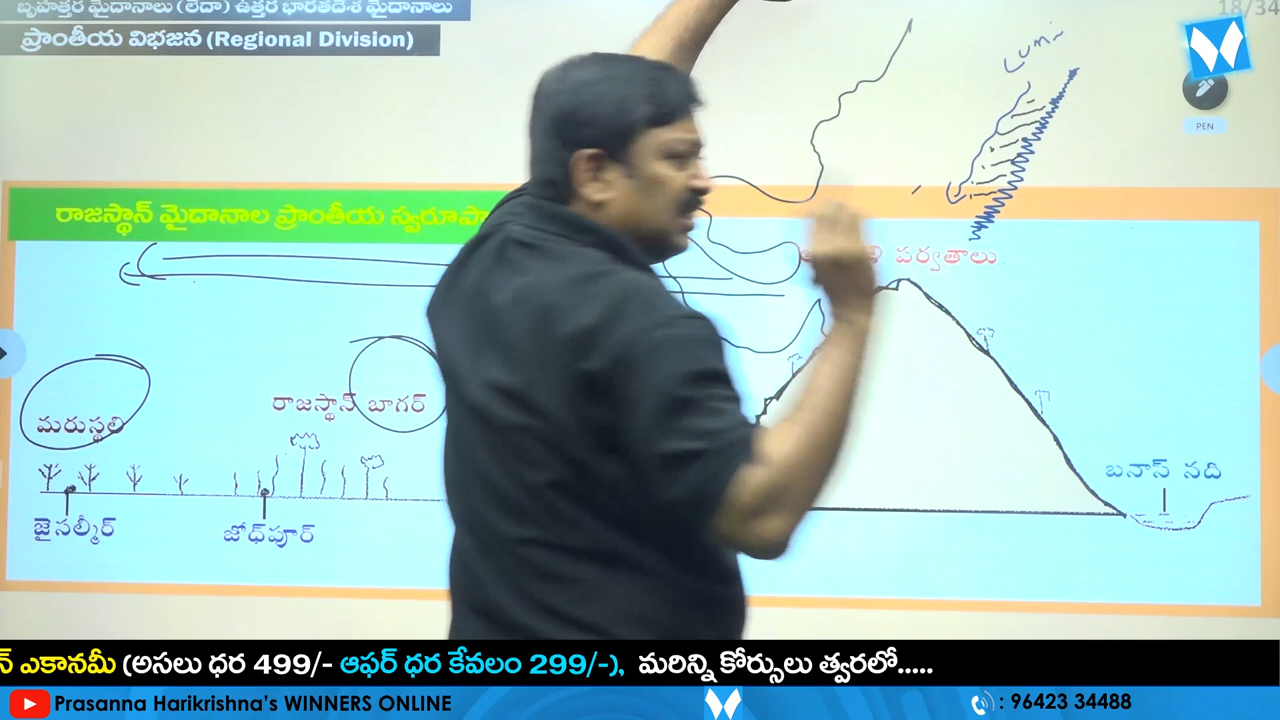 బృహత్తర మైదానాలు (లేదా) ఉత్తర భారతదేశ మైదానాలు
18/34
ప్రాంతీయ విభజన (Regional Division)
PEN
రాజస్థాన్ మైదానాల ప్రాంతీయ
పర్వతాలు
మరుస్థలి
రాజస్థాన్ బాగర్
బనాస్ నది
జైసల్మీర్
జోధ్‌పూర్
న్ ఎకానమీ (అసలు ధర 499/- ఆఫర్ ధర కేవలం 299/-), మరిన్ని కోర్సులు త్వరలో.....
Prasanna Harikrishna's WINNERS ONLINE
: 96423 34488